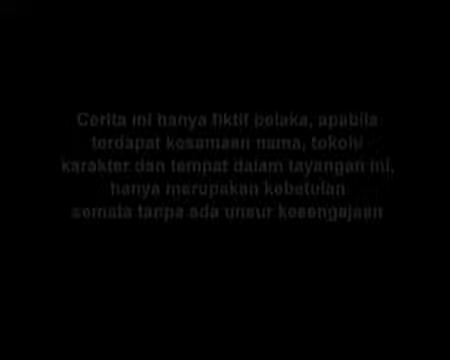 Cerita ini hanya fiktif belaka, apabila
terdapat kesamaan nama, tokoh/
karakter dan tempat dalam tayangan ini,
hanya merupakan kebetulan
semata tanpa ada unsur kesengajaan